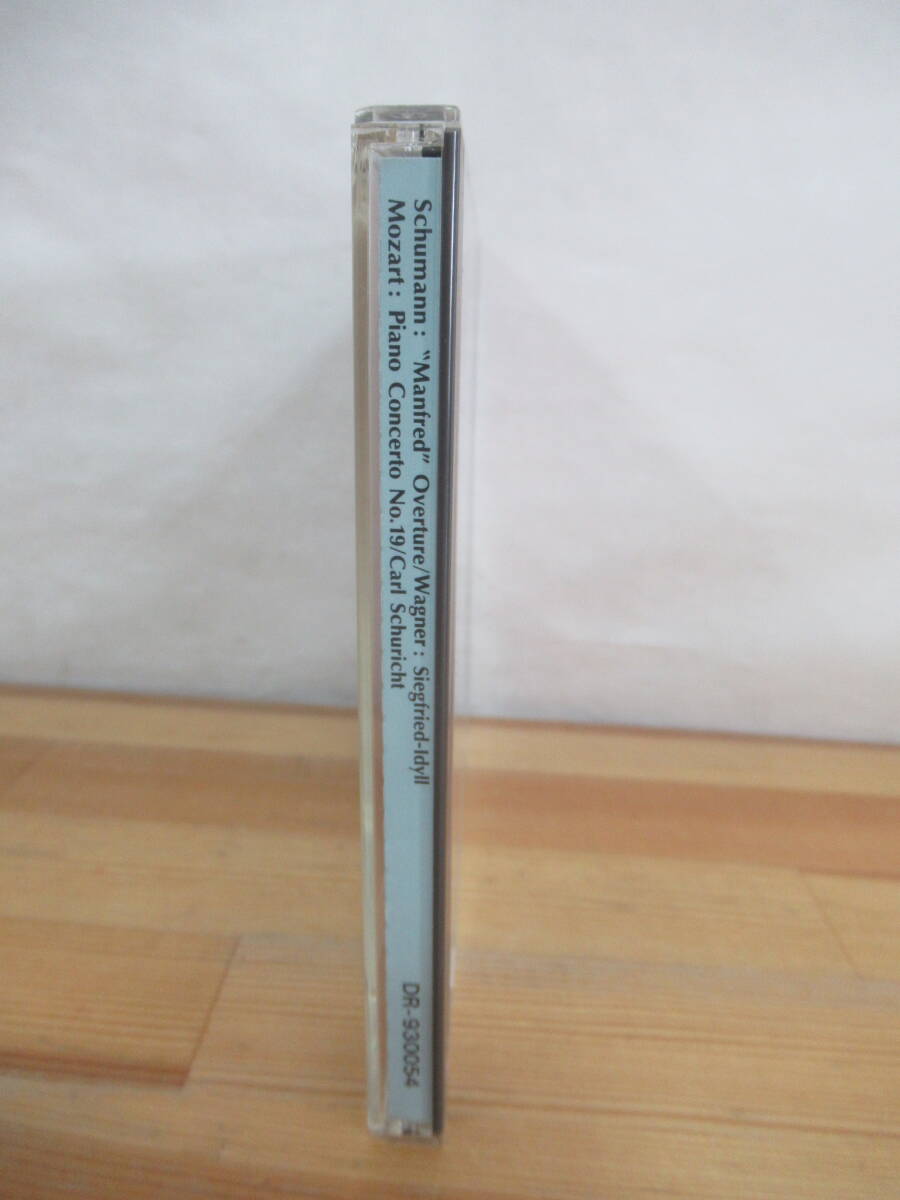 Schumann: “Manfred” Overture/Wagner: Siegfried-Idyll
Mozart: Piano Concerto No.19/Carl Schuricht
DR-930054